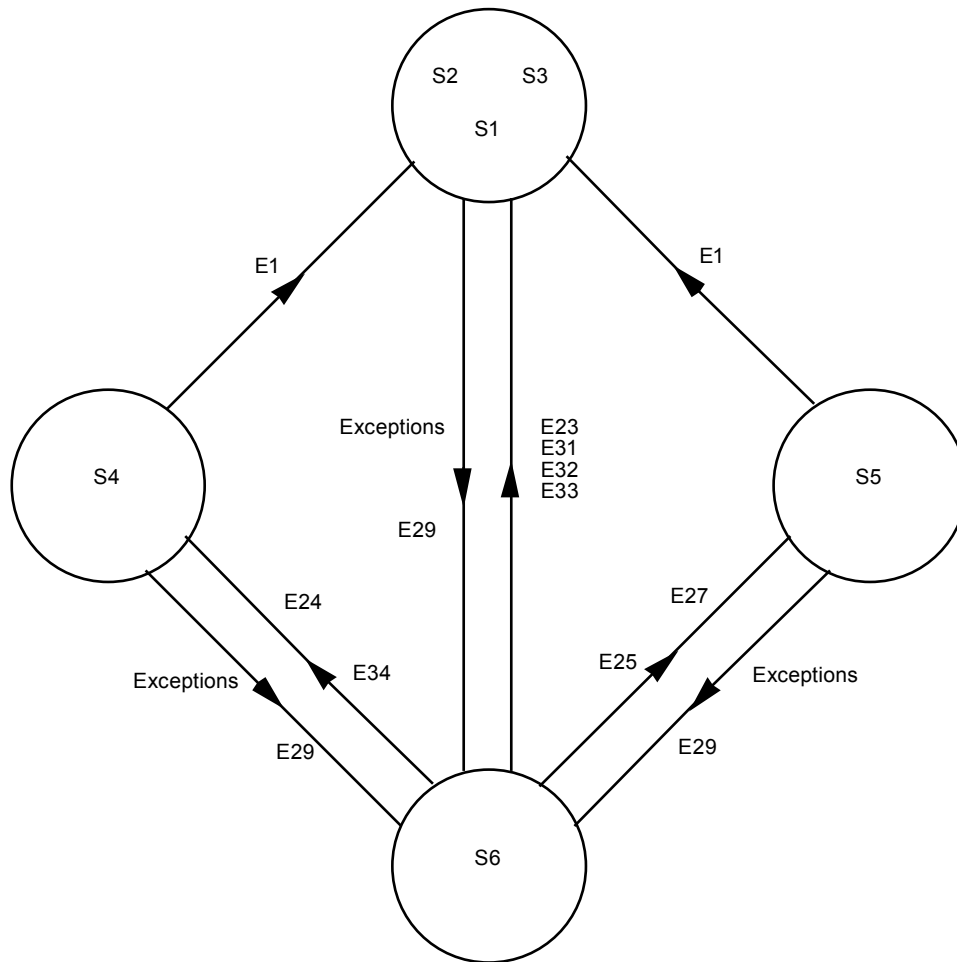 S2
S3
S1
E1
E1
Exceptions
E23
E31
E32
E33
S4
S5
E29
E24
E27
E34
E25
Exceptions
Exceptions
E29
E29
S6